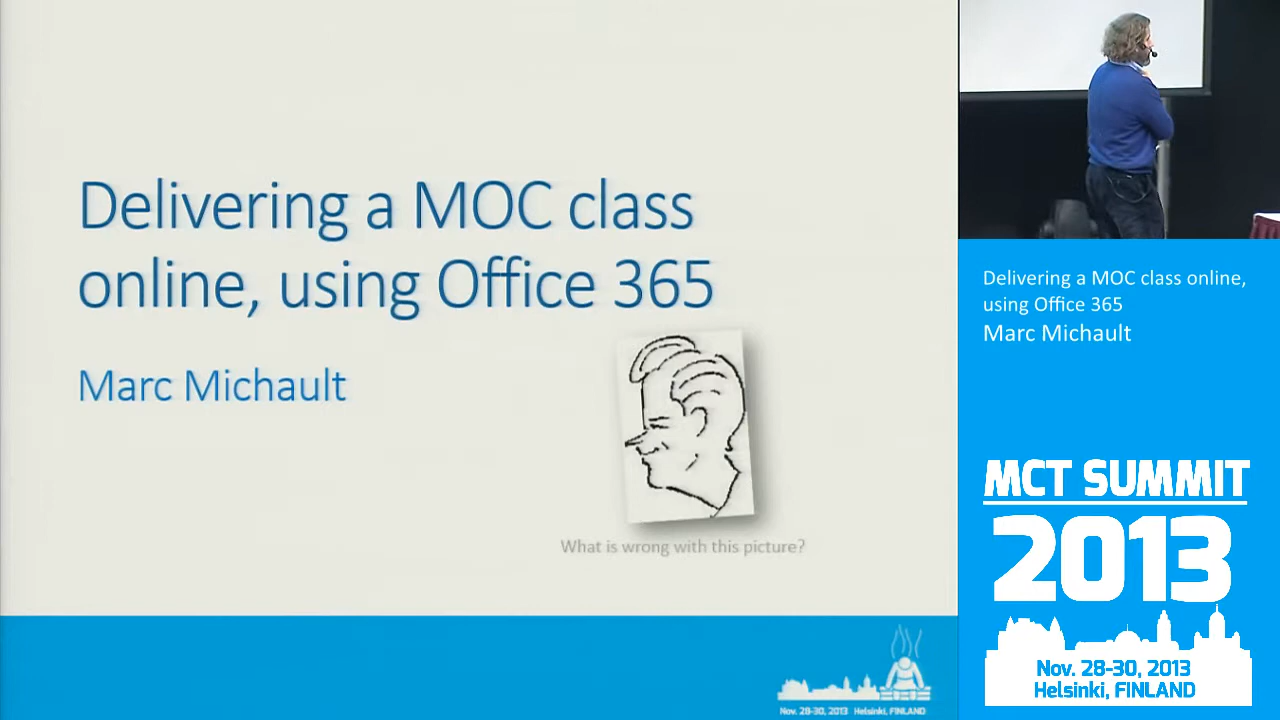 Delivering a MOC class
online, using Office 365
Marc Michault
What is wrong with this picture?
Nov. 28-30, 2013 Helsinki, FINLAND
Delivering a MOC class online,
using Office 365
Marc Michault
MCT SUMMIT
2013
Nov. 28-30, 2013
Helsinki, FINLAND